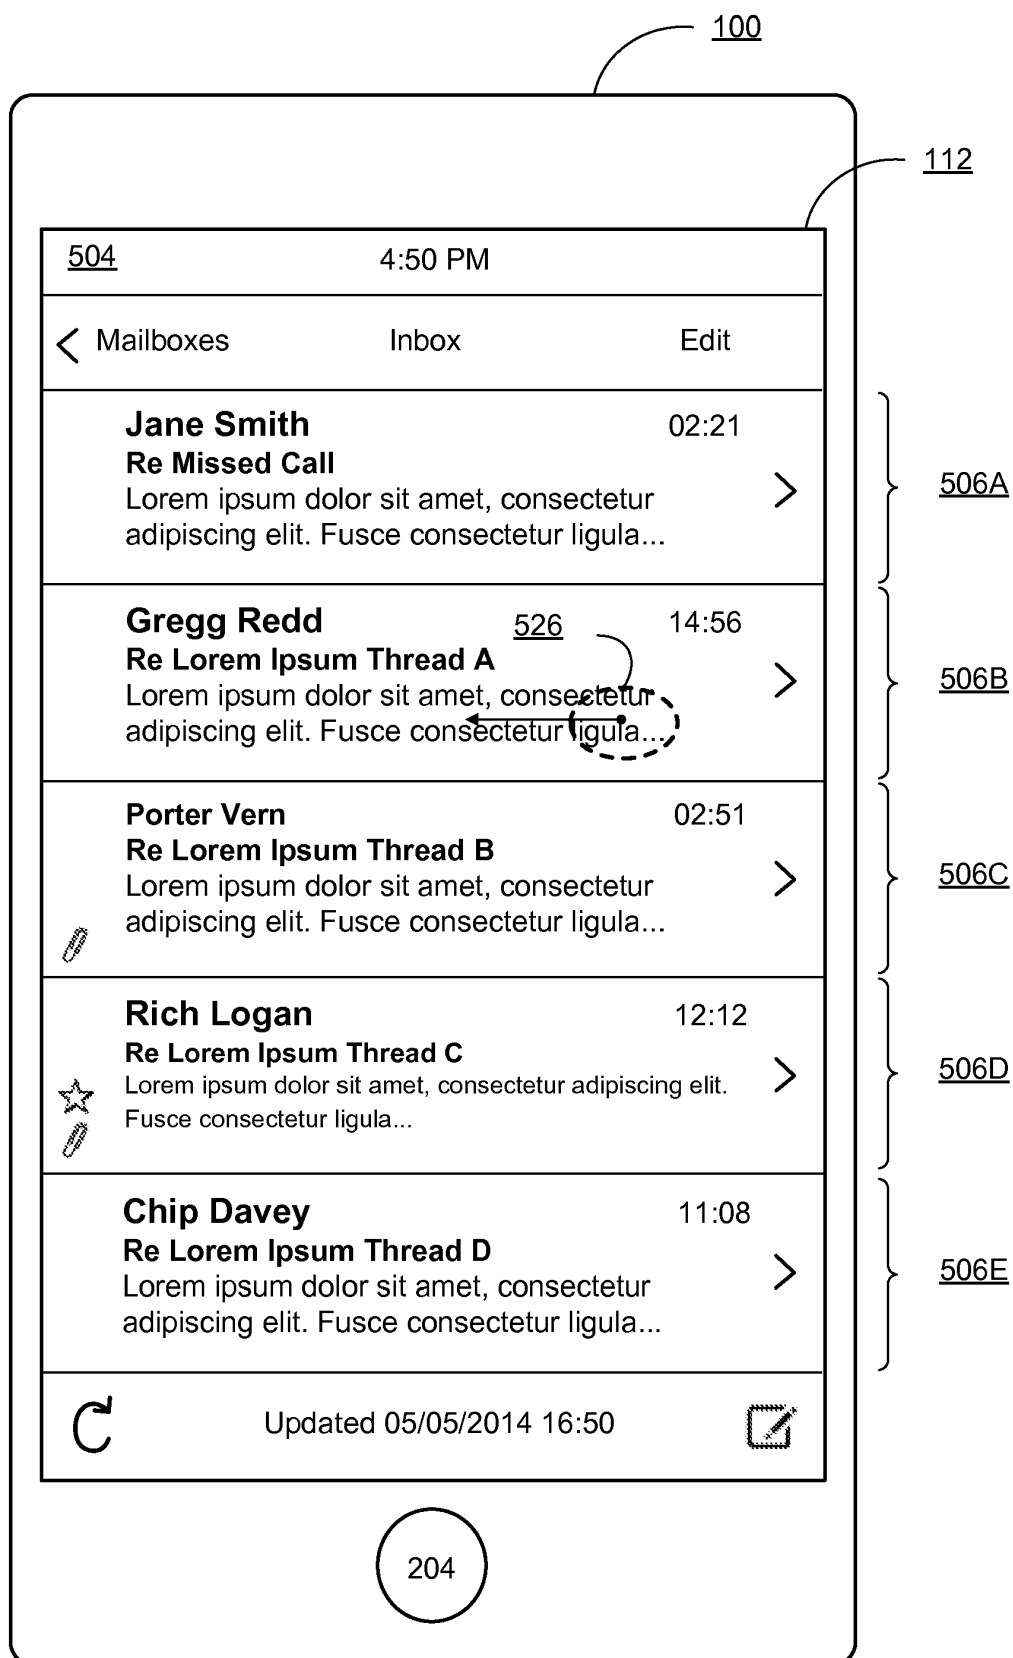 100
112
504 4:50 PM
Mailboxes Inbox Edit
Jane Smith 02:21
Re Missed Call
Lorem ipsum dolor sit amet, consectetur
adipiscing elit. Fusce consectetur ligula...
506A
Gregg Redd 526 14:56
Re Lorem Ipsum Thread A
Lorem ipsum dolor sit amet, consectetur
adipiscing elit. Fusce consectetur ligula...
506B
Porter Vern 02:51
Re Lorem Ipsum Thread B
Lorem ipsum dolor sit amet, consectetur
adipiscing elit. Fusce consectetur ligula...
506C
Rich Logan 12:12
Re Lorem Ipsum Thread C
Lorem ipsum dolor sit amet, consectetur adipiscing elit.
Fusce consectetur ligula...
506D
Chip Davey 11:08
Re Lorem Ipsum Thread D
Lorem ipsum dolor sit amet, consectetur
adipiscing elit. Fusce consectetur ligula...
506E
Updated 05/05/2014 16:50
204